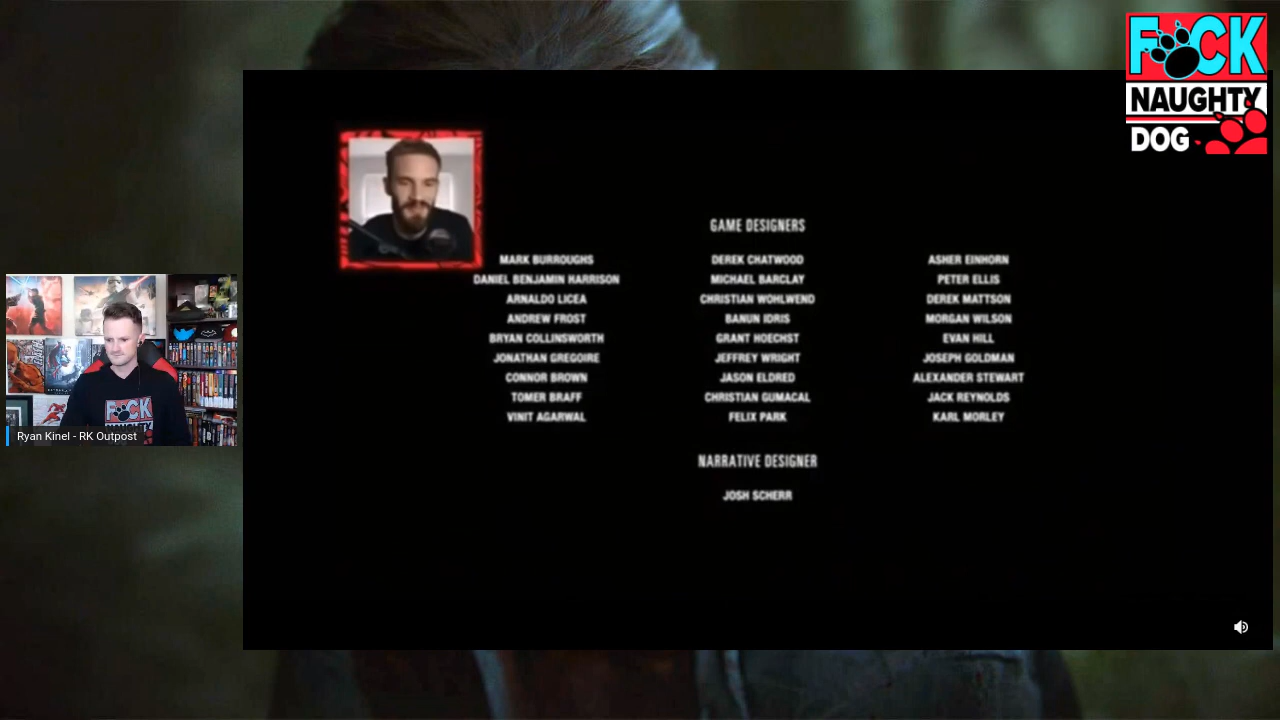 F CK
NAUGHTY
DOG
GAME DESIGNERS
MARK BURROUGHS
DEREK CHATWOOD
ASHER EINHORN
DANIEL BENJAMIN HARRISON
MICHAEL BARCLAY
PETER ELLIS
ARNALDO LICEA
CHRISTIAN WOHLWEND
DEREK MATTSON
ANDREW FROST
BANUN IDRIS
MORGAN WILSON
BRYAN COLLINSWORTH
GRANT HOECHST
EVAN HILL
JONATHAN GREGOIRE
JEFFREY WRIGHT
JOSEPH GOLDMAN
CONNOR BROWN
JASON ELDRED
ALEXANDER STEWART
TOMER BRAFF
CHRISTIAN GUMACAL
JACK REYNOLDS
VINIT AGARWAL
FELIX PARK
KARL MORLEY
NARRATIVE DESIGNER
JOSH SCHERR
Ryan Kinel - RK Outpost